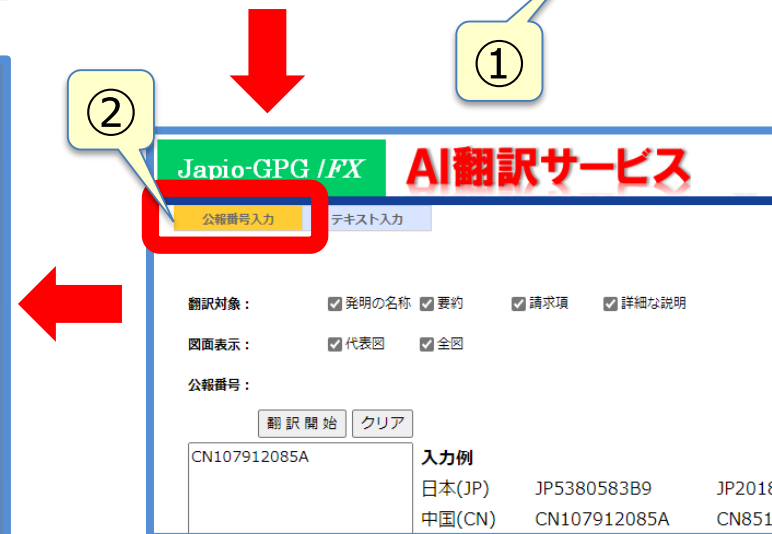 ①
②
Japio-GPG /FX AI翻訳サービス
公報番号入力 テキスト入力
翻訳対象： 発明の名称 要約 請求項 詳細な説明
図面表示： 代表図 全図
公報番号：
翻訳開始 クリア
CN107912085A 入力例
日本(JP) JP5380583B9 JP2018
中国(CN) CN107912085A CN851